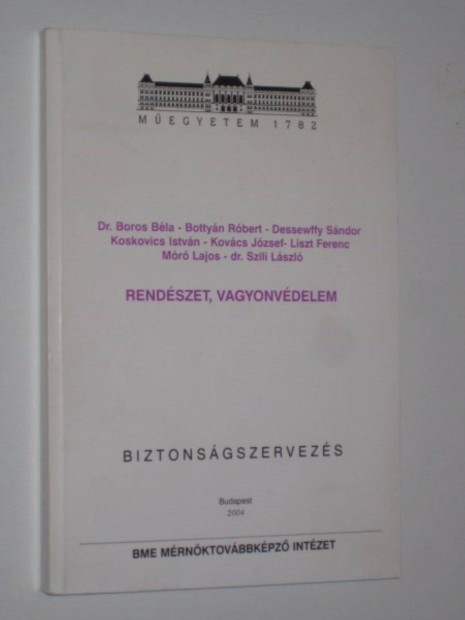 MŰEGYETEM 1782
Dr. Boros Béla - Bottyán Róbert - Dessewffy Sándor
Koskovics István - Kovács József- Liszt Ferenc
Móró Lajos - dr. Szili László
RENDÉSZET, VAGYONVÉDELEM
BIZTONSÁGSZERVEZÉS
Budapest
2004
BME MÉRNÖKTOVÁBBKÉPZŐ INTÉZET